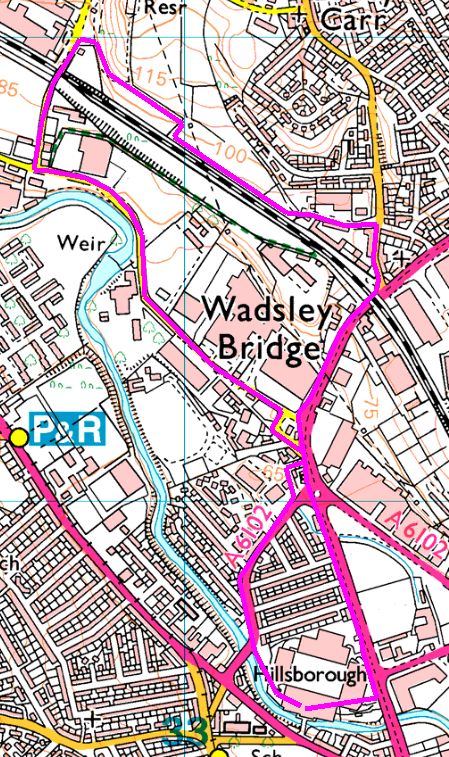 Resr
Carr
115
85
100
Weir
Wadsley
Bridge
75
P&R
65
A 6102
A 6102
ch
Hillsborough
33
Sch